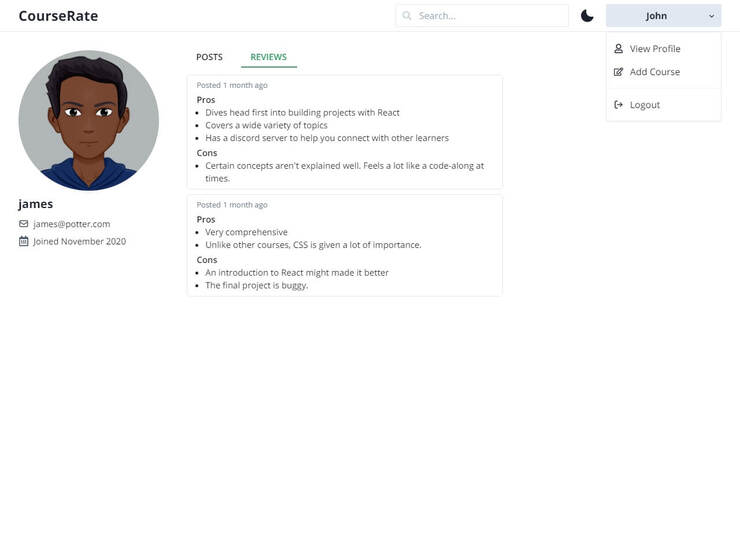 CourseRate
Search...
John
View Profile
Add Course
Logout
POSTS
REVIEWS
Posted 1 month ago
Pros
Dives head first into building projects with React
Covers a wide variety of topics
Has a discord server to help you connect with other learners
Cons
Certain concepts aren't explained well. Feels a lot like a code-along at
times.
Posted 1 month ago
Pros
Very comprehensive
Unlike other courses, CSS is given a lot of importance.
Cons
An introduction to React might made it better
The final project is buggy.
james
james@potter.com
Joined November 2020